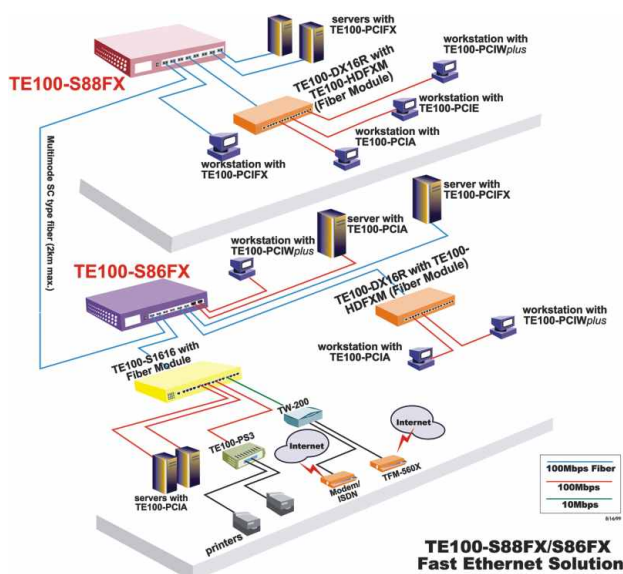 servers with
TE100-PCIFX
TE100-S88FX
TE100-DX16R with
TE100-HDFXM
(Fiber Module)
workstation with
TE100-PCIWplus
workstation with
TE100-PCIE
workstation with
TE100-PCIA
workstation with
TE100-PCIFX
Multimode SC type fiber (2km max.)
server with
TE100-PCIFX
server with
TE100-PCIA
workstation with
TE100-PCIWplus
TE100-S86FX
TE100-DX16R with TE100-
HDFXM (Fiber Module)
workstation with
TE100-PCIWplus
workstation with
TE100-PCIA
TE100-S1616 with
Fiber Module
TW-200
TE100-PS3
Internet
Internet
servers with
TE100-PCIA
Modem/
ISDN
TFM-560X
printers
100Mbps Fiber
100Mbps
10Mbps
81699
TE100-S88FX/S86FX
Fast Ethernet Solution